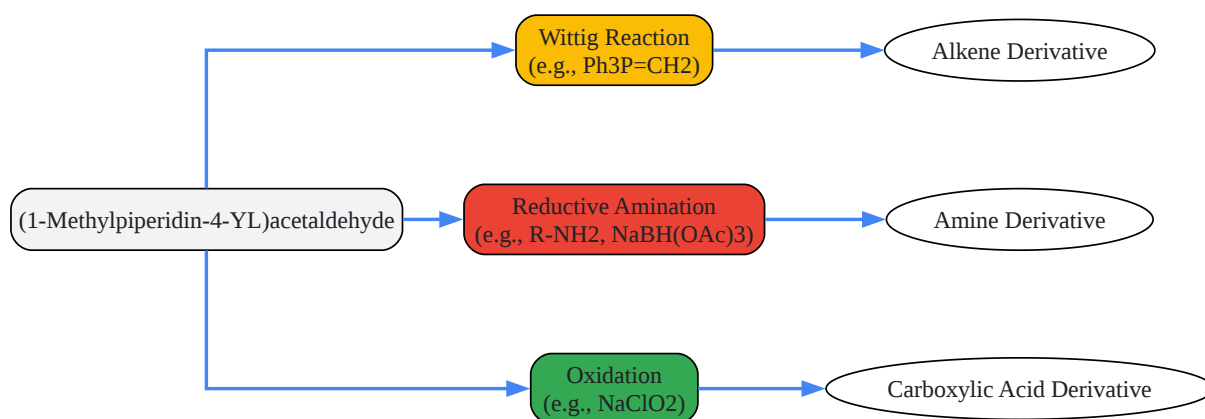 Wittig Reaction
(e.g., Ph3P=CH2)
Alkene Derivative
(1-Methylpiperidin-4-YL)acetaldehyde
Reductive Amination
(e.g., R-NH2, NaBH(OAc)3)
Amine Derivative
Oxidation
(e.g., NaClO2)
Carboxylic Acid Derivative